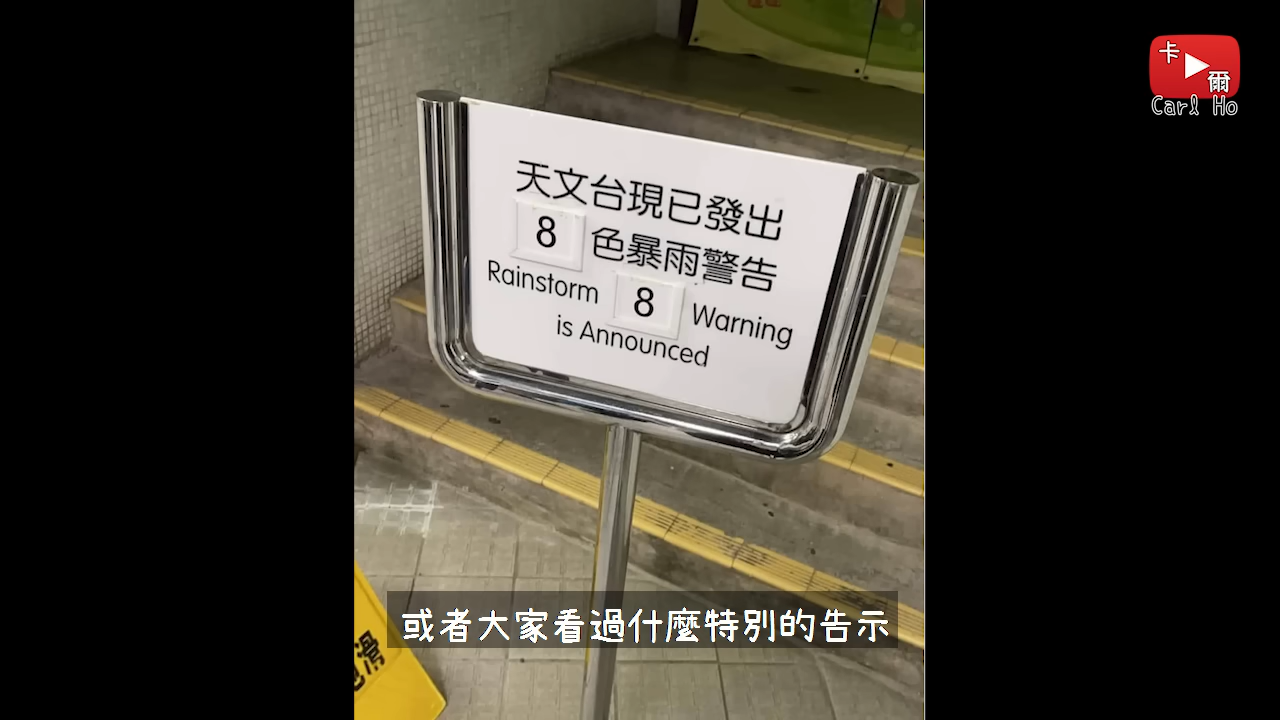 卡
爾
Carl Ho
天文台現已發出
8 色暴雨警告
Rainstorm 8 Warning
is Announced
或者大家看過什麼特別的告示
滑